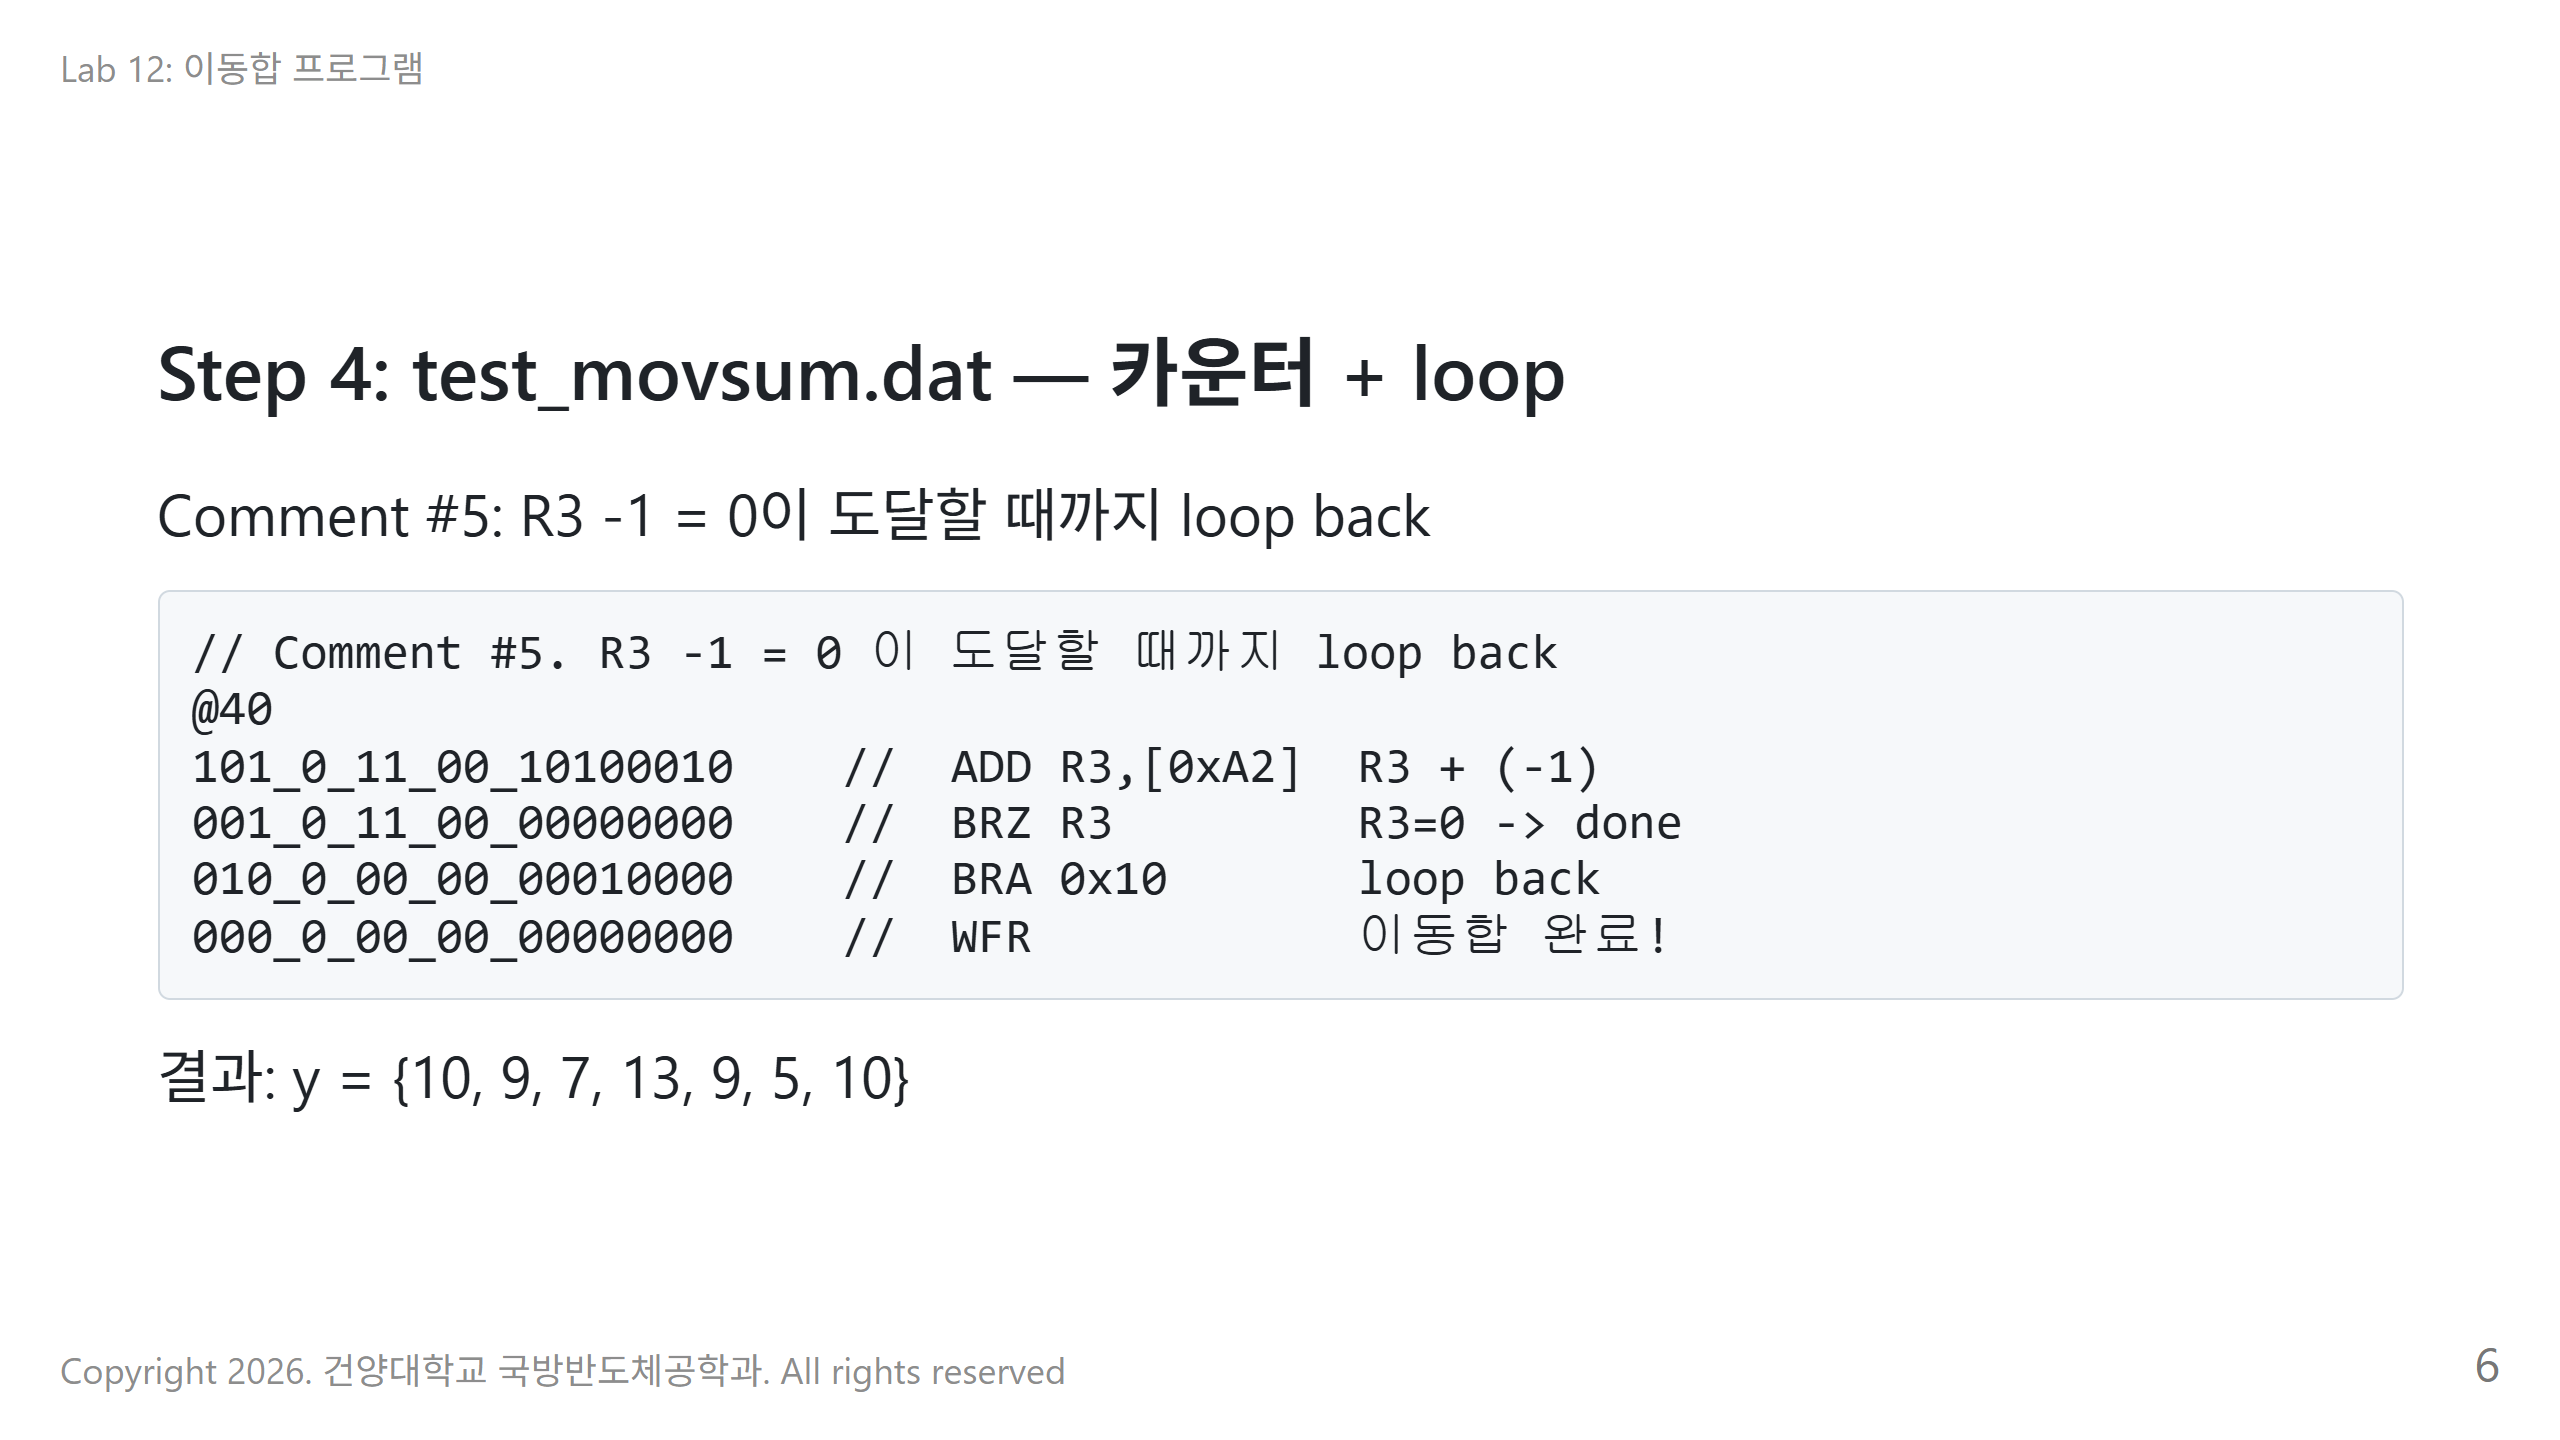 Lab 12: 이동합 프로그램
Step 4: test_movsum.dat — 카운터 + loop
Comment #5: R3 -1 = 0이 도달할 때까지 loop back
// Comment #5. R3 -1 = 0 이 도달할 때까지 loop back
@40
101_0_11_00_10100010    //  ADD R3,[0xA2]  R3 + (-1)
001_0_11_00_00000000    //  BRZ R3         R3=0 -> done
010_0_00_00_00010000    //  BRA 0x10       loop back
000_0_00_00_00000000    //  WFR            이동합 완료!
결과: y = {10, 9, 7, 13, 9, 5, 10}
Copyright 2026. 건양대학교 국방반도체공학과. All rights reserved
6